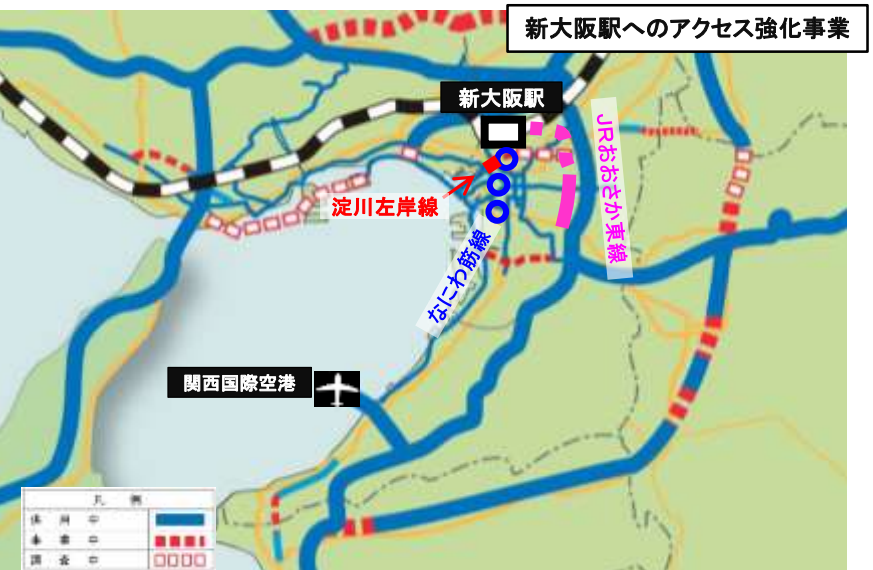 新大阪駅へのアクセス強化事業
新大阪駅
JRおおさか東線
淀川左岸線
なにわ筋線
関西国際空港
凡 例
供 用 中
事 業 中
調 査 中